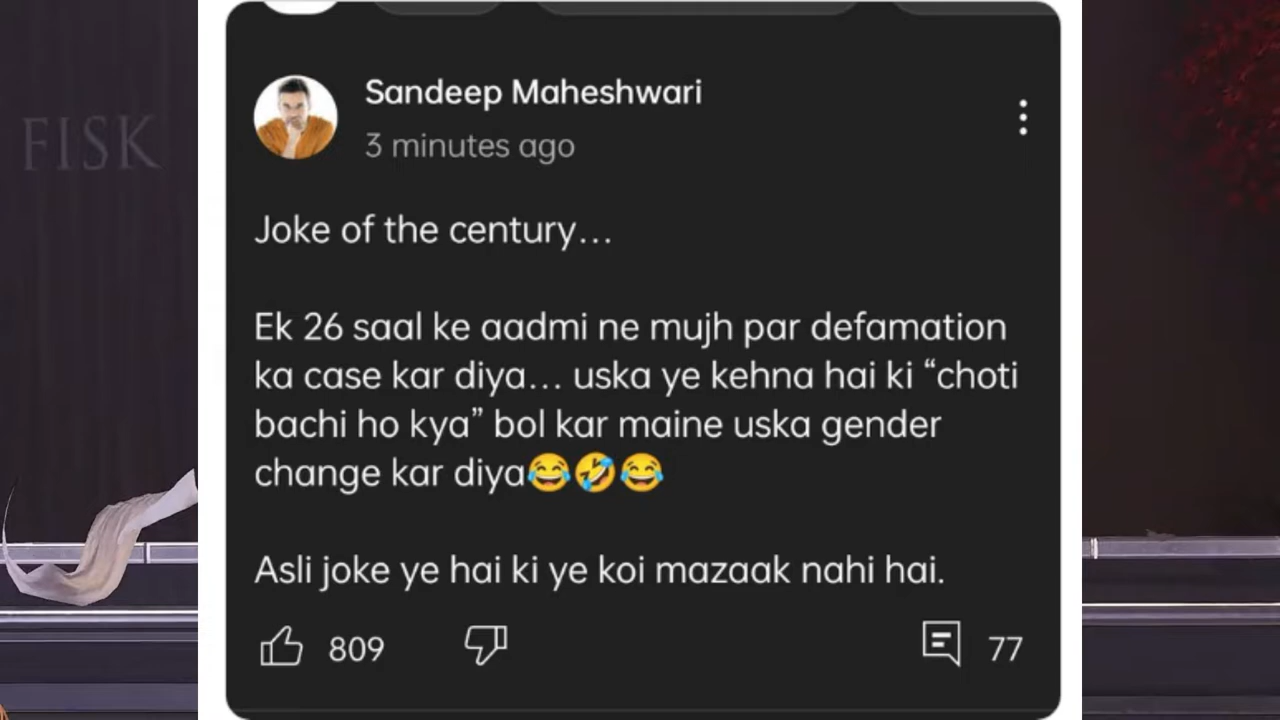 FISK
Sandeep Maheshwari
3 minutes ago
Joke of the century...
Ek 26 saal ke aadmi ne mujh par defamation
ka case kar diya... uska ye kehna hai ki “choti
bachi ho kya” bol kar maine uska gender
change kar diya😂🤣😂
Asli joke ye hai ki ye koi mazaak nahi hai.
809
77